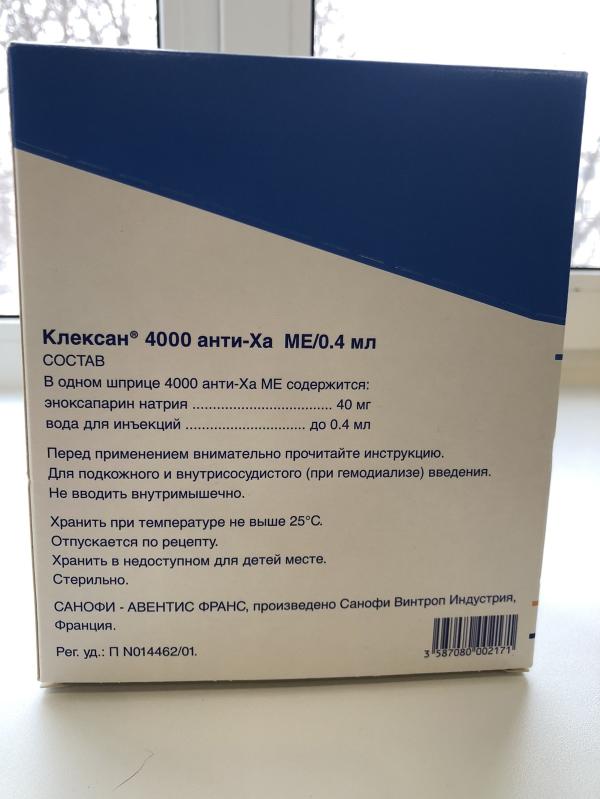 Клексан® 4000 анти-Ха МЕ/0.4 мл
СОСТАВ
В одном шприце 4000 анти-Ха МЕ содержится:
эноксапарин натрия .................................. 40 мг
вода для инъекций ............................. до 0.4 мл
Перед применением внимательно прочитайте инструкцию.
Для подкожного и внутрисосудистого (при гемодиализе) введения.
Не вводить внутримышечно.
Хранить при температуре не выше 25°С.
Отпускается по рецепту.
Хранить в недоступном для детей месте.
Стерильно.
САНОФИ - АВЕНТИС ФРАНС, произведено Санофи Винтроп Индустрия,
Франция.
Рег. уд.: П N014462/01.
3 587080 002171